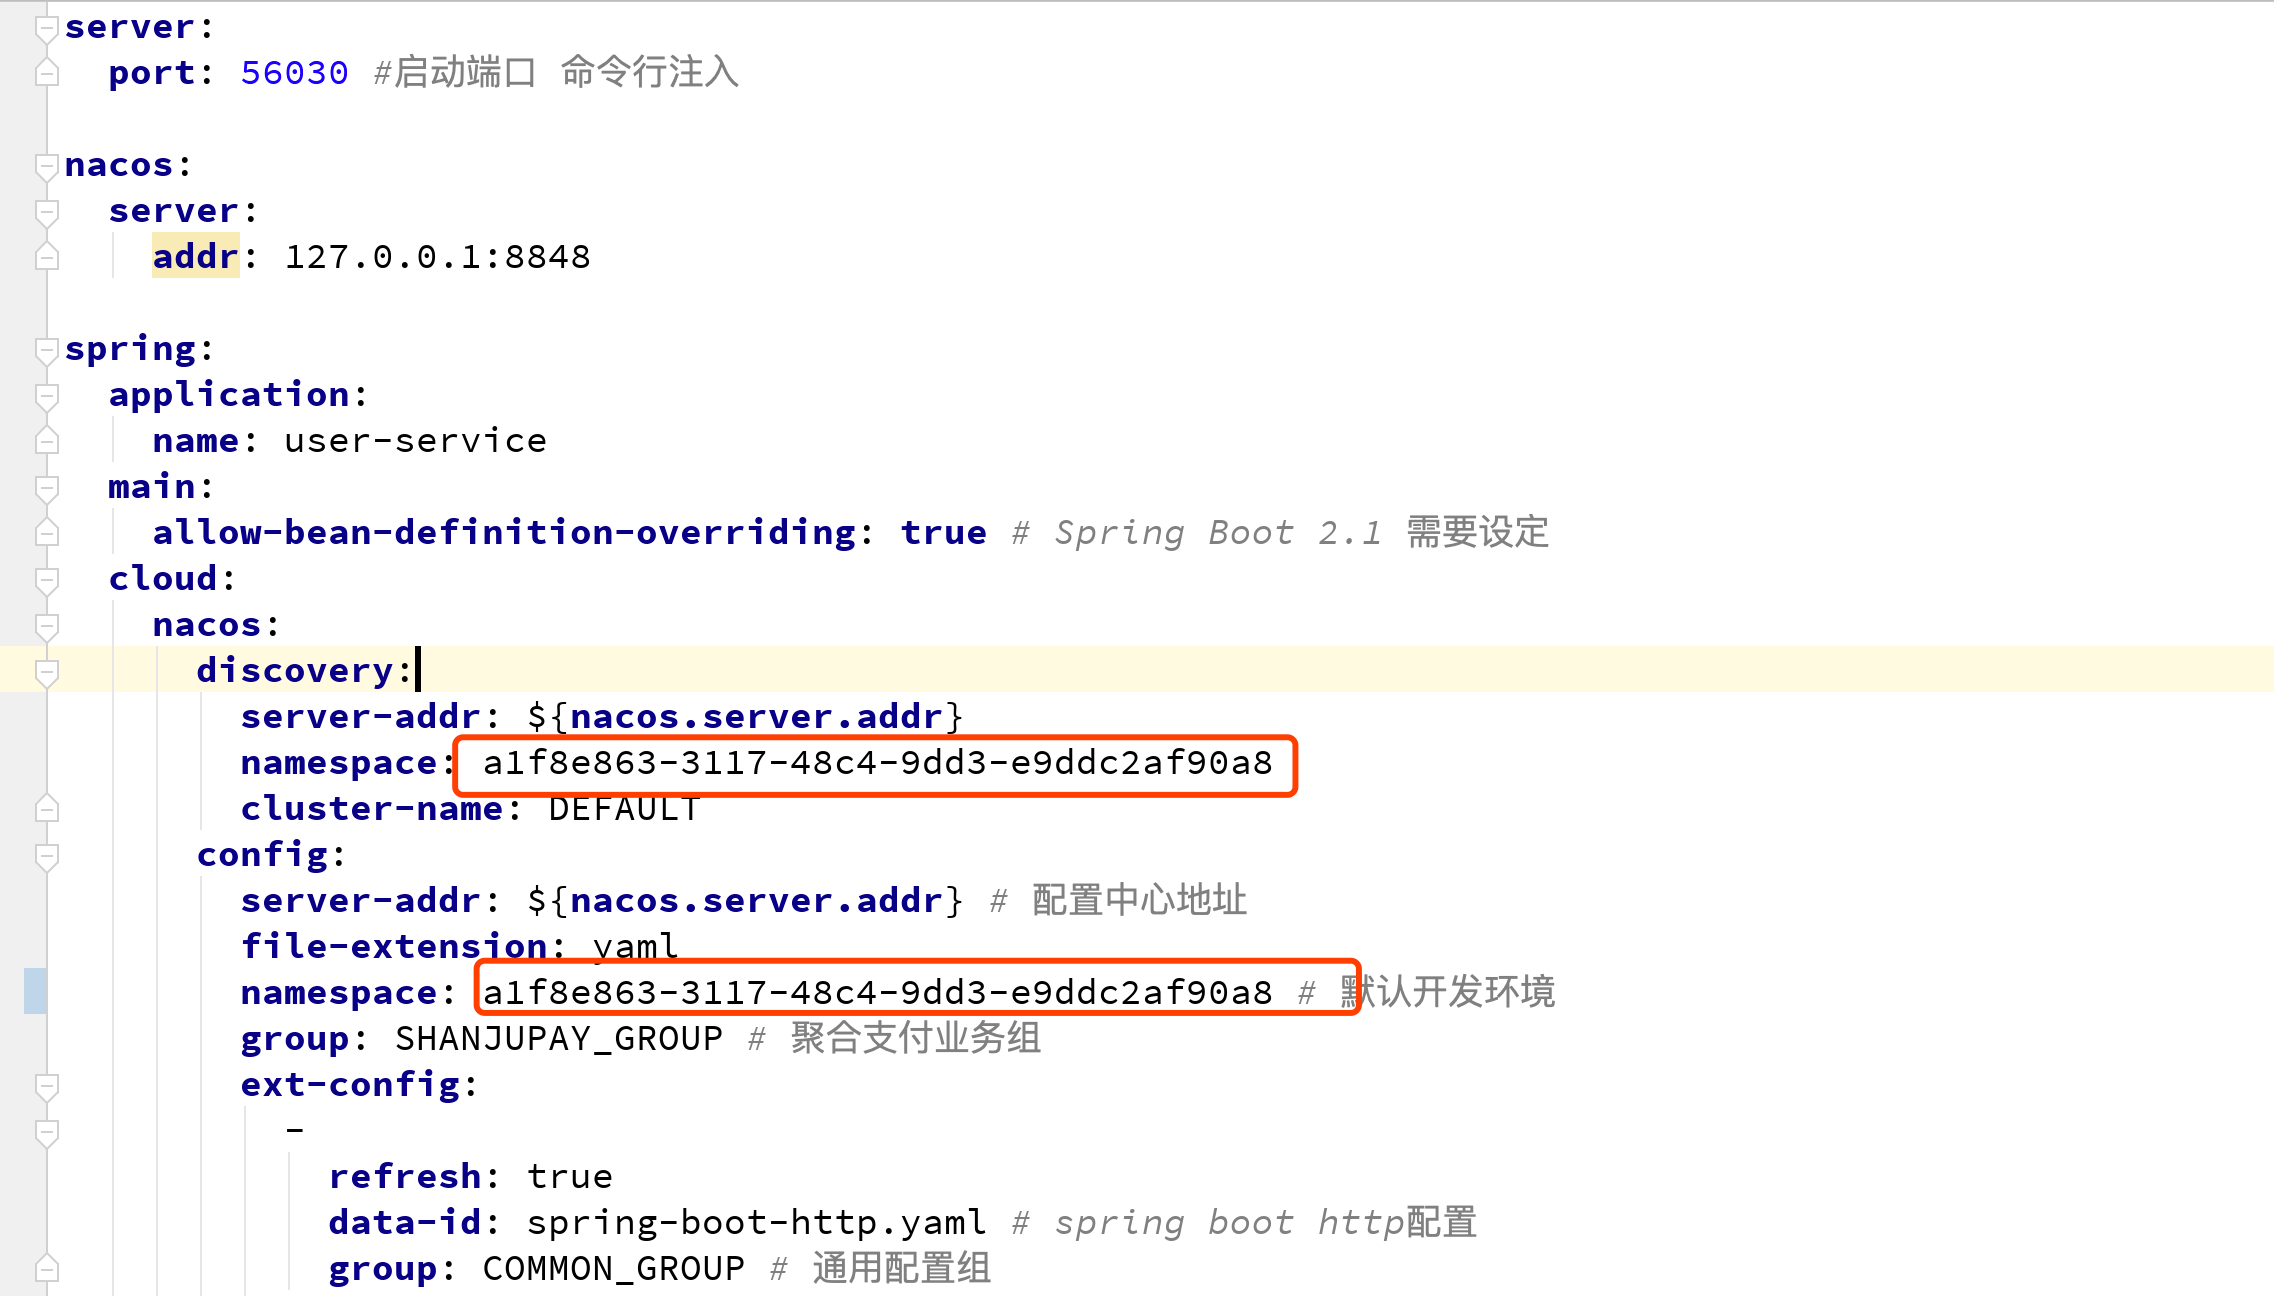 server:
port: 56030 #启动端口 命令行注入
nacos:
server:
addr: 127.0.0.1:8848
spring:
application:
name: user-service
main:
allow-bean-definition-overriding: true # Spring Boot 2.1 需要设定
cloud:
nacos:
discovery:
server-addr: ${nacos.server.addr}
namespace: a1f8e863-3117-48c4-9dd3-e9ddc2af90a8
cluster-name: DEFAULT
config:
server-addr: ${nacos.server.addr} # 配置中心地址
file-extension: yaml
namespace: a1f8e863-3117-48c4-9dd3-e9ddc2af90a8 # 默认开发环境
group: SHANJUPAY_GROUP # 聚合支付业务组
ext-config:
-
refresh: true
data-id: spring-boot-http.yaml # spring boot http配置
group: COMMON_GROUP # 通用配置组